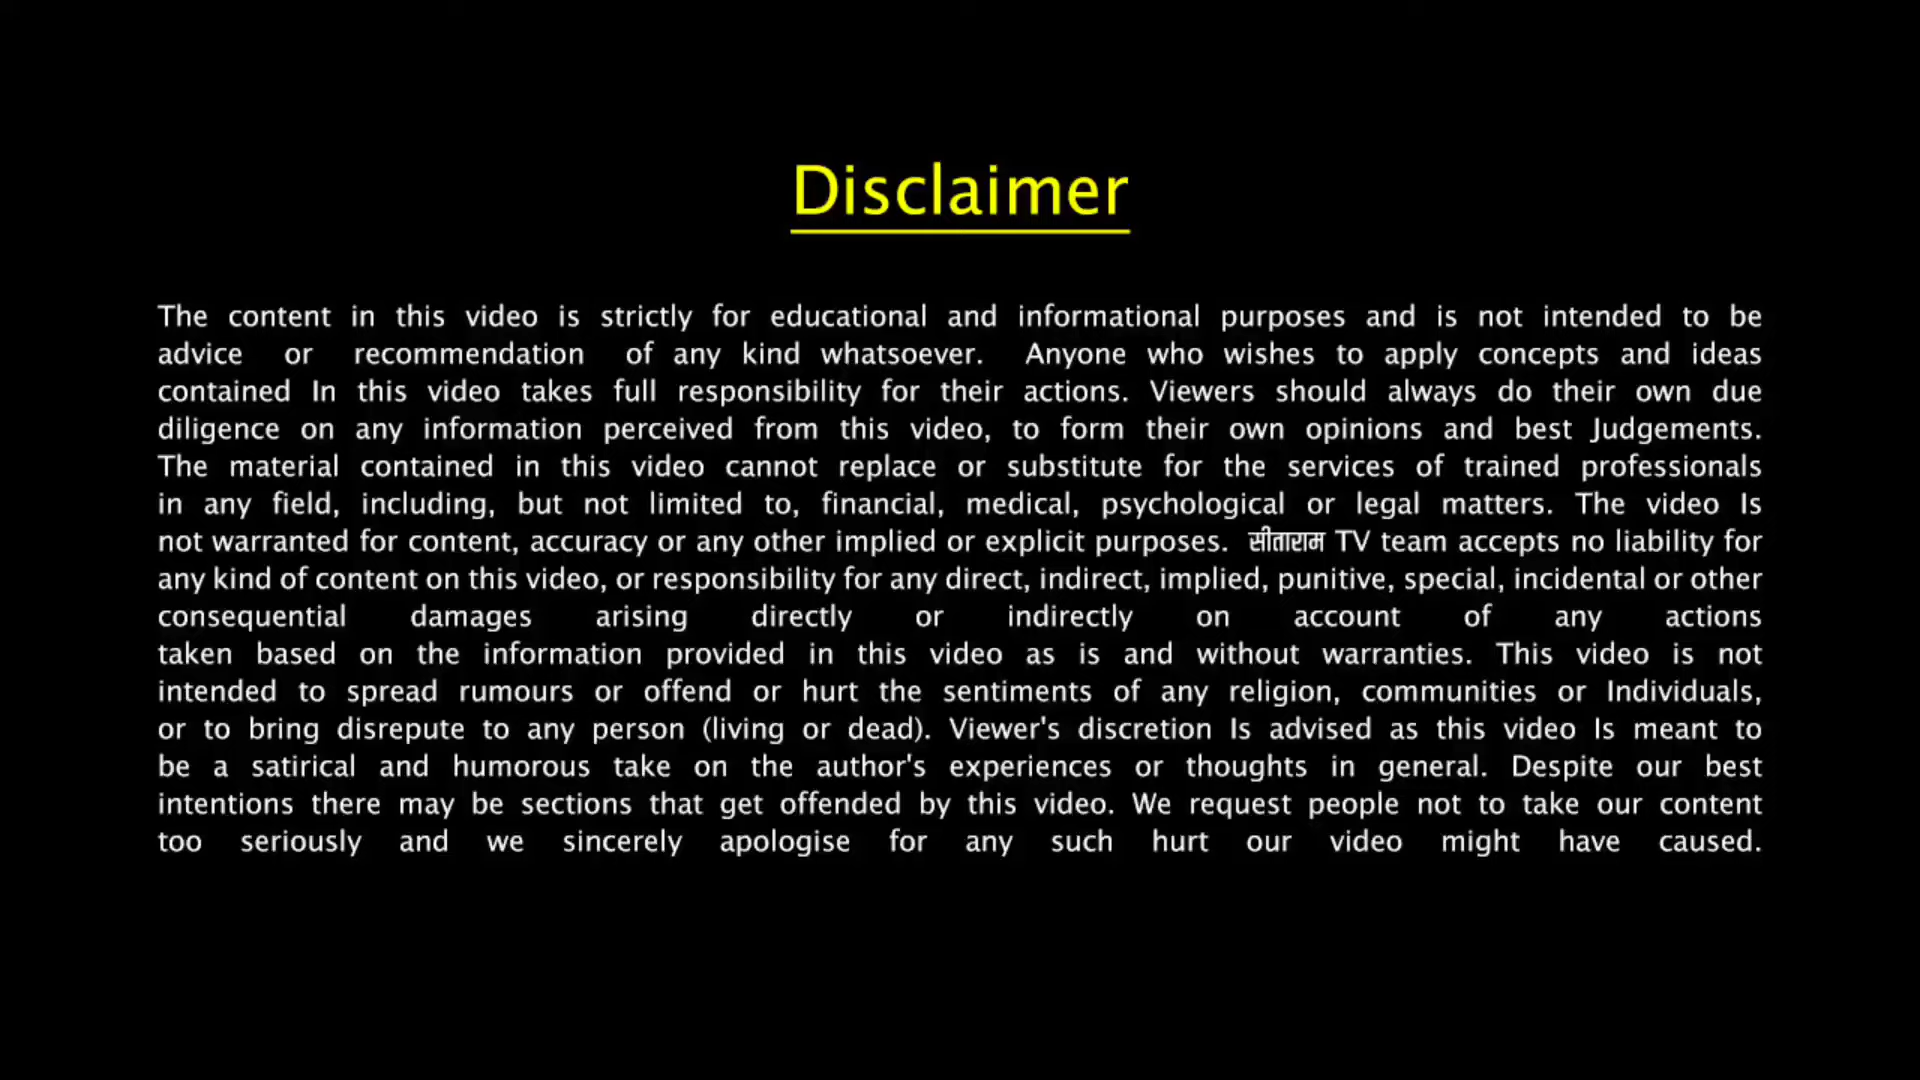 Disclaimer
The content in this video is strictly for educational and informational purposes and is not intended to be
advice or recommendation of any kind whatsoever. Anyone who wishes to apply concepts and ideas
contained In this video takes full responsibility for their actions. Viewers should always do their own due
diligence on any information perceived from this video, to form their own opinions and best Judgements.
The material contained in this video cannot replace or substitute for the services of trained professionals
in any field, including, but not limited to, financial, medical, psychological or legal matters. The video Is
not warranted for content, accuracy or any other implied or explicit purposes. सीताराम TV team accepts no liability for
any kind of content on this video, or responsibility for any direct, indirect, implied, punitive, special, incidental or other
consequential damages arising directly or indirectly on account of any actions
taken based on the information provided in this video as is and without warranties. This video is not
intended to spread rumours or offend or hurt the sentiments of any religion, communities or Individuals,
or to bring disrepute to any person (living or dead). Viewer's discretion Is advised as this video Is meant to
be a satirical and humorous take on the author's experiences or thoughts in general. Despite our best
intentions there may be sections that get offended by this video. We request people not to take our content
too seriously and we sincerely apologise for any such hurt our video might have caused.